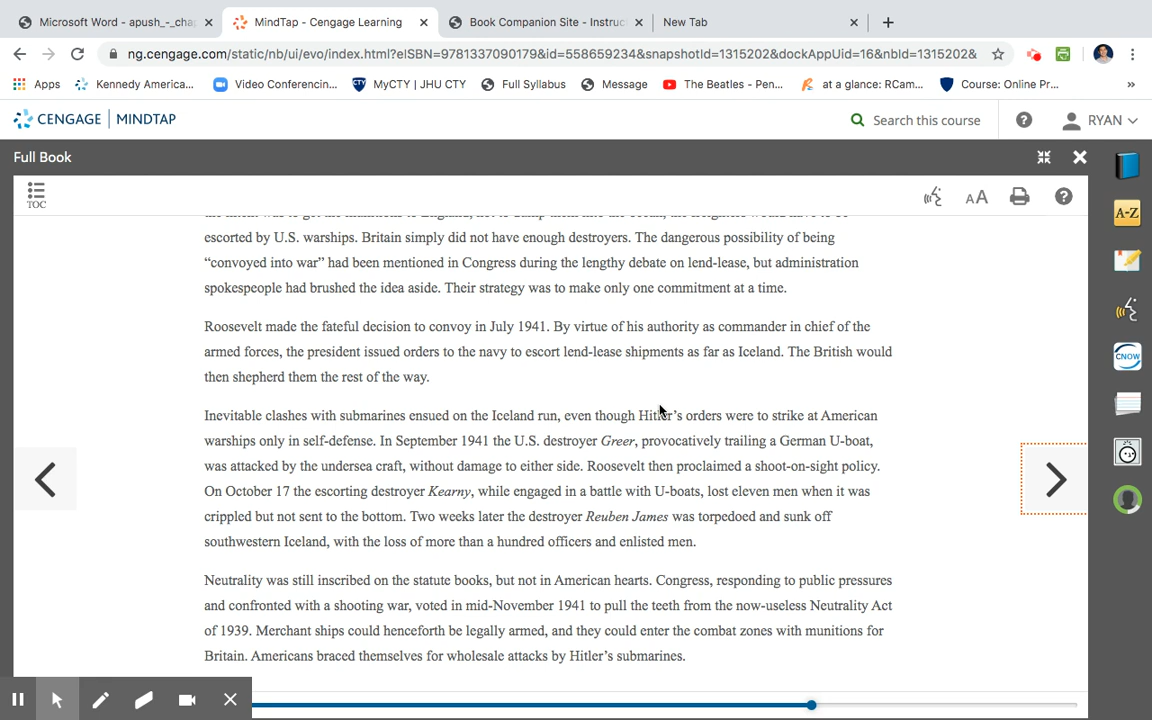 Microsoft Word - apush_-_cha
MindTap - Cengage Learning
Book Companion Site - Instruc
New Tab
ng.cengage.com/static/nb/ui/evo/index.html?elSBN=9781337090179&id=558659234&snapshotId=1315202&dockAppUid=16&nbId=1315202&
Apps
Kennedy America...
Video Conferencin...
CTY
MyCTY | JHU CTY
Full Syllabus
Message
The Beatles - Pen...
at a glance: RCam...
Course: Online Pr...
»
CENGAGE | MINDTAP
Search this course
RYAN
Full Book
TOC
AA
A-Z
escorted by U.S. warships. Britain simply did not have enough destroyers. The dangerous possibility of being
“convoyed into war” had been mentioned in Congress during the lengthy debate on lend-lease, but administration
spokespeople had brushed the idea aside. Their strategy was to make only one commitment at a time.
Roosevelt made the fateful decision to convoy in July 1941. By virtue of his authority as commander in chief of the
armed forces, the president issued orders to the navy to escort lend-lease shipments as far as Iceland. The British would
then shepherd them the rest of the way.
CNOW
Inevitable clashes with submarines ensued on the Iceland run, even though Hitler’s orders were to strike at American
warships only in self-defense. In September 1941 the U.S. destroyer Greer, provocatively trailing a German U-boat,
was attacked by the undersea craft, without damage to either side. Roosevelt then proclaimed a shoot-on-sight policy.
On October 17 the escorting destroyer Kearny, while engaged in a battle with U-boats, lost eleven men when it was
crippled but not sent to the bottom. Two weeks later the destroyer Reuben James was torpedoed and sunk off
southwestern Iceland, with the loss of more than a hundred officers and enlisted men.
Neutrality was still inscribed on the statute books, but not in American hearts. Congress, responding to public pressures
and confronted with a shooting war, voted in mid-November 1941 to pull the teeth from the now-useless Neutrality Act
of 1939. Merchant ships could henceforth be legally armed, and they could enter the combat zones with munitions for
Britain. Americans braced themselves for wholesale attacks by Hitler’s submarines.